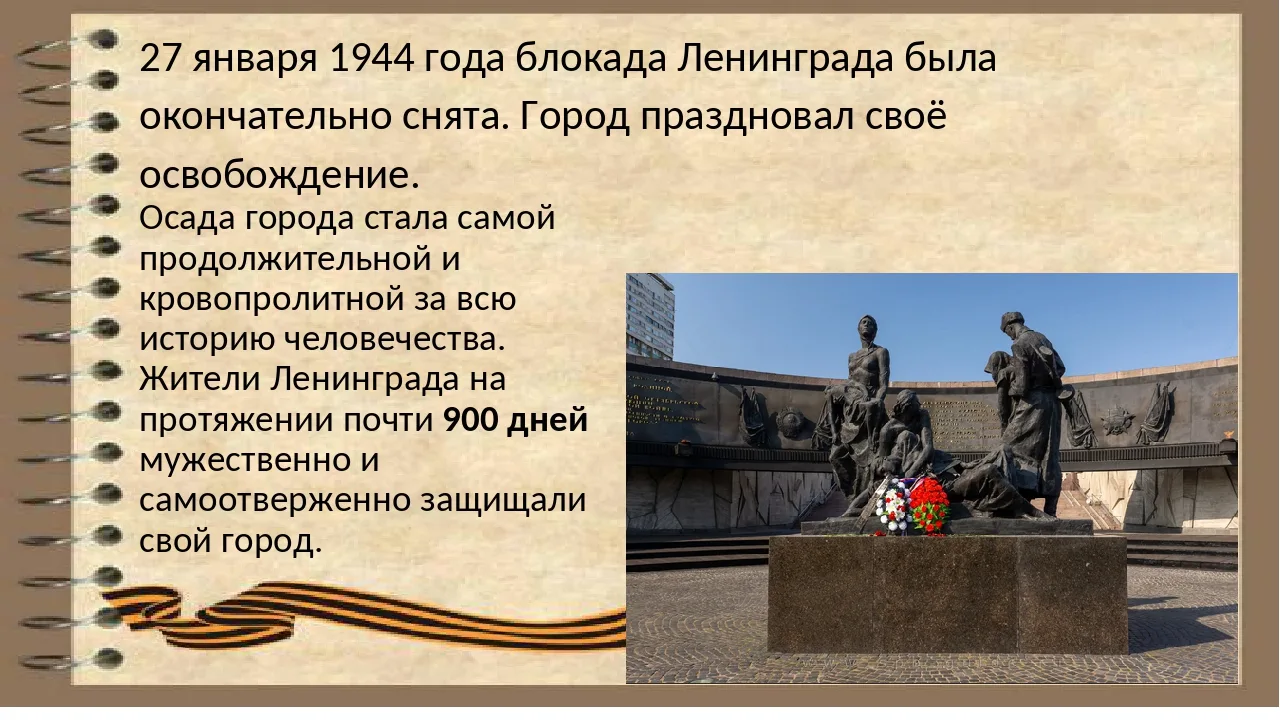 27 января 1944 года блокада Ленинграда была
окончательно снята. Город праздновал своё
освобождение.
Осада города стала самой
продолжительной и
кровопролитной за всю
историю человечества.
Жители Ленинграда на
протяжении почти 900 дней
мужественно и
самоотверженно защищали
свой город.